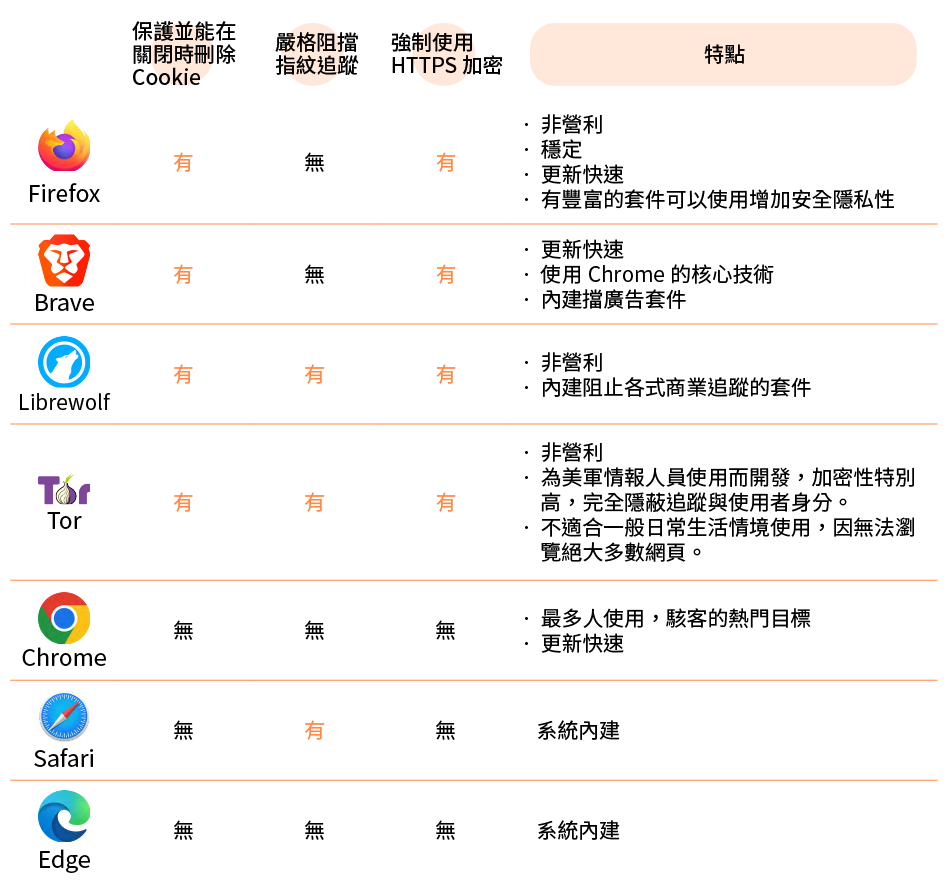 保護並能在
關閉時刪除
Cookie
嚴格阻擋
指紋追蹤
強制使用
HTTPS 加密
特點
Firefox
有
無
有
· 非營利
· 穩定
· 更新快速
· 有豐富的套件可以使用增加安全隱私性
Brave
有
無
有
· 更新快速
· 使用 Chrome 的核心技術
· 內建擋廣告套件
Librewolf
有
有
有
· 非營利
· 內建阻止各式商業追蹤的套件
Tor
Tor
有
有
有
· 非營利
· 為美軍情報人員使用而開發，加密性特別
高，完全隱蔽追蹤與使用者身分。
· 不適合一般日常生活情境使用，因無法瀏
覽絕大多數網頁。
Chrome
無
無
無
· 最多人使用，駭客的熱門目標
· 更新快速
Safari
無
有
無
系統內建
Edge
無
無
無
系統內建